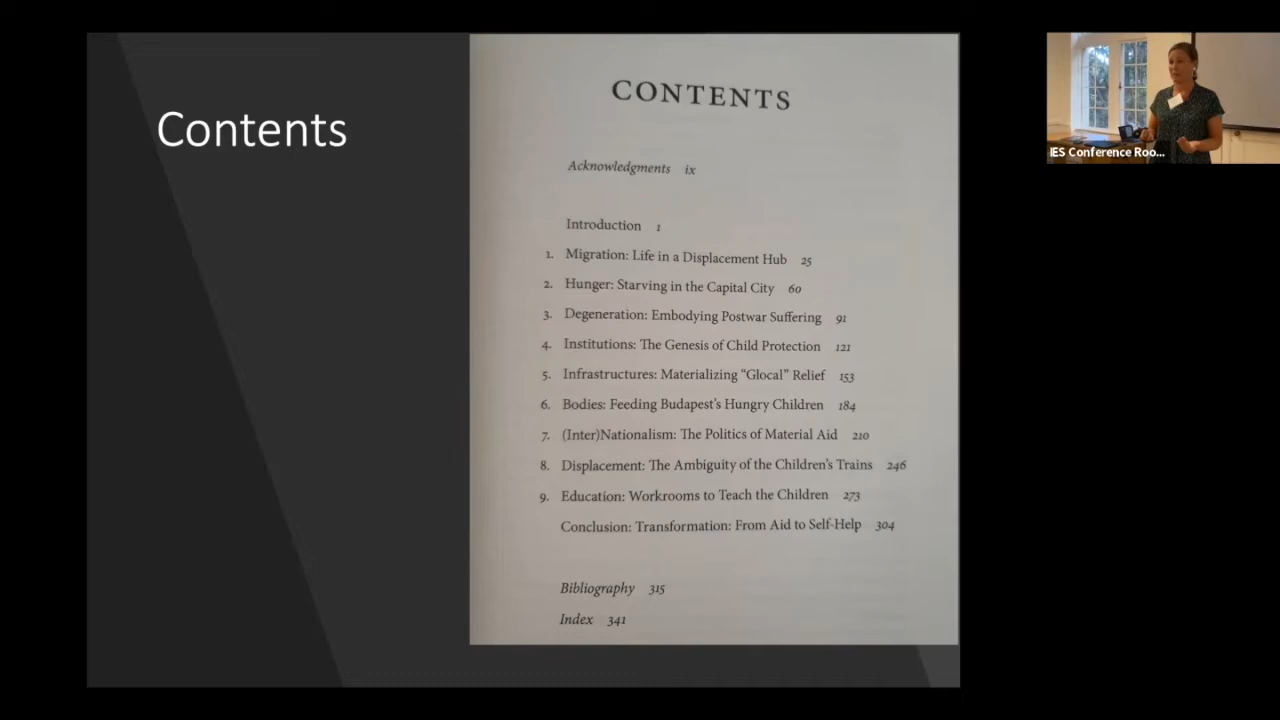 Contents
CONTENTS
Acknowledgments ix
Introduction 1
1. Migration: Life in a Displacement Hub 25
2. Hunger: Starving in the Capital City 60
3. Degeneration: Embodying Postwar Suffering 91
4. Institutions: The Genesis of Child Protection 121
5. Infrastructures: Materializing “Glocal” Relief 153
6. Bodies: Feeding Budapest’s Hungry Children 184
7. (Inter)Nationalism: The Politics of Material Aid 210
8. Displacement: The Ambiguity of the Children’s Trains 246
9. Education: Workrooms to Teach the Children 273
Conclusion: Transformation: From Aid to Self-Help 304
Bibliography 315
Index 341
IES Conference Roo...